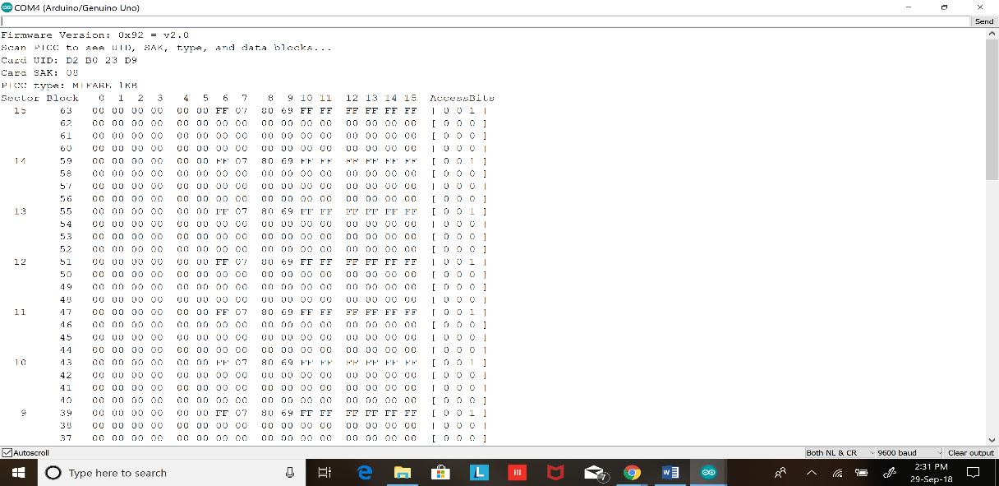 COM4 (Arduino/Genuino Uno)
Send
Firmware Version: 0x92 = v2.0
Scan PICC to see UID, SAK, type, and data blocks...
Card UID: D2 B0 23 D9
Card SAK: 08
PICC type: MIFARE 1KB
Sector Block 0 1 2 3 4 5 6 7 8 9 10 11 12 13 14 15 AccessBits
15 63 00 00 00 00 00 00 FF 07 80 69 FF FF FF FF FF FF [ 0 0 1 ]
62 00 00 00 00 00 00 00 00 00 00 00 00 00 00 00 00 [ 0 0 0 ]
61 00 00 00 00 00 00 00 00 00 00 00 00 00 00 00 00 [ 0 0 0 ]
60 00 00 00 00 00 00 00 00 00 00 00 00 00 00 00 00 [ 0 0 0 ]
14 59 00 00 00 00 00 00 FF 07 80 69 FF FF FF FF FF FF [ 0 0 1 ]
58 00 00 00 00 00 00 00 00 00 00 00 00 00 00 00 00 [ 0 0 0 ]
57 00 00 00 00 00 00 00 00 00 00 00 00 00 00 00 00 [ 0 0 0 ]
56 00 00 00 00 00 00 00 00 00 00 00 00 00 00 00 00 [ 0 0 0 ]
13 55 00 00 00 00 00 00 FF 07 80 69 FF FF FF FF FF FF [ 0 0 1 ]
54 00 00 00 00 00 00 00 00 00 00 00 00 00 00 00 00 [ 0 0 0 ]
53 00 00 00 00 00 00 00 00 00 00 00 00 00 00 00 00 [ 0 0 0 ]
52 00 00 00 00 00 00 00 00 00 00 00 00 00 00 00 00 [ 0 0 0 ]
12 51 00 00 00 00 00 00 FF 07 80 69 FF FF FF FF FF FF [ 0 0 1 ]
50 00 00 00 00 00 00 00 00 00 00 00 00 00 00 00 00 [ 0 0 0 ]
49 00 00 00 00 00 00 00 00 00 00 00 00 00 00 00 00 [ 0 0 0 ]
48 00 00 00 00 00 00 00 00 00 00 00 00 00 00 00 00 [ 0 0 0 ]
11 47 00 00 00 00 00 00 FF 07 80 69 FF FF FF FF FF FF [ 0 0 1 ]
46 00 00 00 00 00 00 00 00 00 00 00 00 00 00 00 00 [ 0 0 0 ]
45 00 00 00 00 00 00 00 00 00 00 00 00 00 00 00 00 [ 0 0 0 ]
44 00 00 00 00 00 00 00 00 00 00 00 00 00 00 00 00 [ 0 0 0 ]
10 43 00 00 00 00 00 00 FF 07 80 69 FF FF FF FF FF FF [ 0 0 1 ]
42 00 00 00 00 00 00 00 00 00 00 00 00 00 00 00 00 [ 0 0 0 ]
41 00 00 00 00 00 00 00 00 00 00 00 00 00 00 00 00 [ 0 0 0 ]
40 00 00 00 00 00 00 00 00 00 00 00 00 00 00 00 00 [ 0 0 0 ]
9 39 00 00 00 00 00 00 FF 07 80 69 FF FF FF FF FF FF [ 0 0 1 ]
38 00 00 00 00 00 00 00 00 00 00 00 00 00 00 00 00 [ 0 0 0 ]
37 00 00 00 00 00 00 00 00 00 00 00 00 00 00 00 00 [ 0 0 0 ]
Autoscroll Both NL & CR 9600 baud Clear output
Type here to search
L
W
7
2:31 PM
29-Sep-18